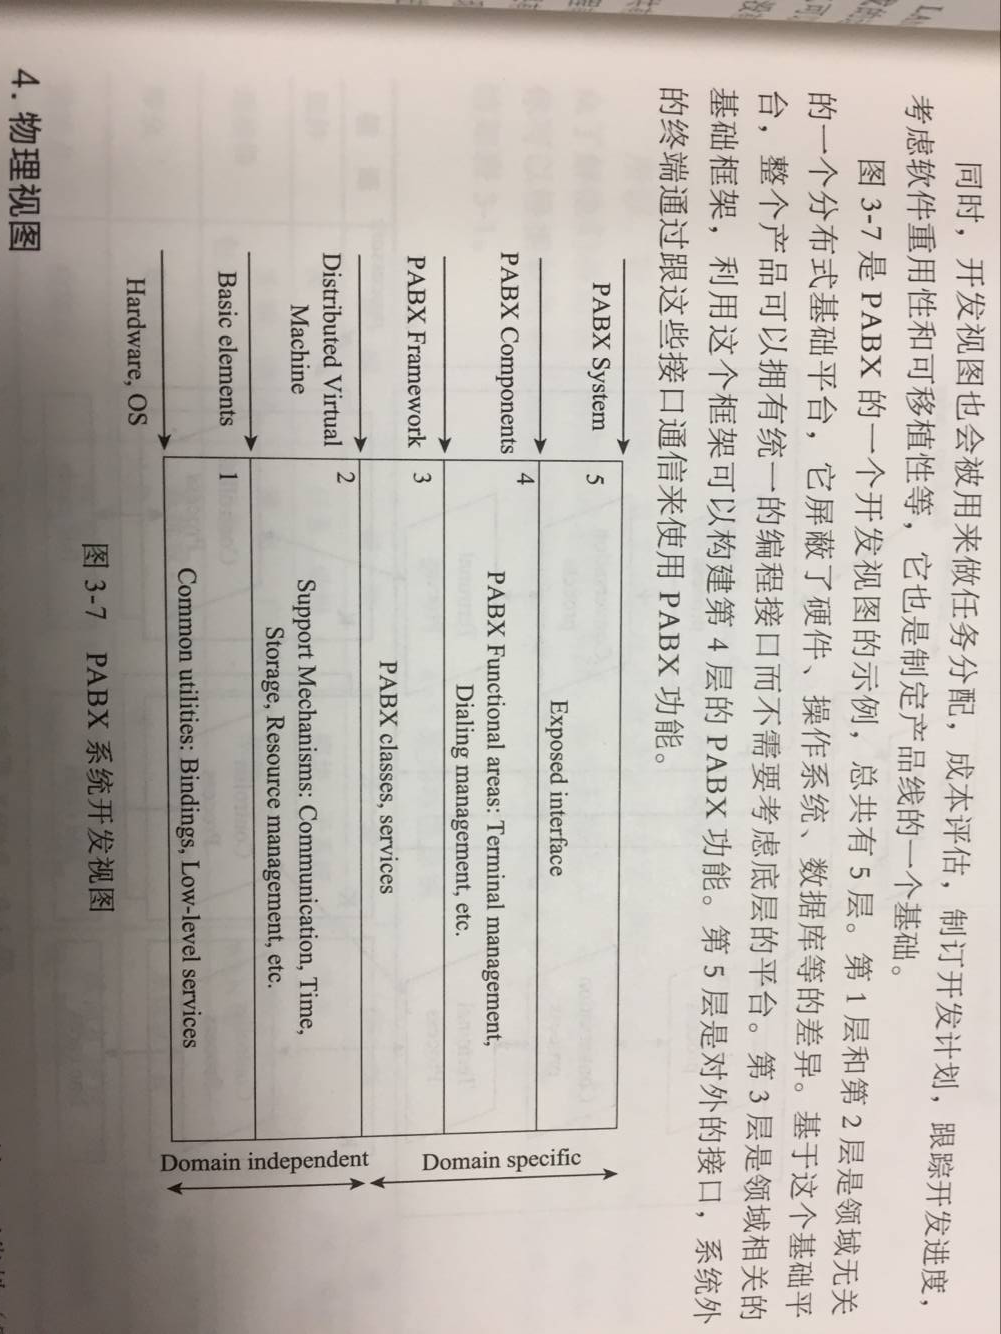 同时，开发视图也会被用来做任务分配，成本评估，制订开发计划，跟踪开发进度，
考虑软件重用性和可移植性等，它也是制定产品线的一个基础。
图 3-7 是 PABX 的一个开发视图的示例，总共有 5 层。第 1 层和第 2 层是领域无关
的一个分布式基础平台，它屏蔽了硬件、操作系统、数据库等的差异。基于这个基础平
台，整个产品可以拥有统一的编程接口而不需要考虑底层的平台。第 3 层是领域相关的
基础框架，利用这个框架可以构建第 4 层的 PABX 功能。第 5 层是对外的接口，系统外
的终端通过跟这些接口通信来使用 PABX 功能。
PABX System
5
Exposed interface
PABX Components
4
PABX Functional areas: Terminal management,
Dialing management, etc.
PABX Framework
3
PABX classes, services
Domain specific
Distributed Virtual
Machine
2
Support Mechanisms: Communication, Time,
Storage, Resource management, etc.
Basic elements
1
Common utilities: Bindings, Low-level services
Hardware, OS
Domain independent
图 3-7 PABX 系统开发视图
4. 物理视图